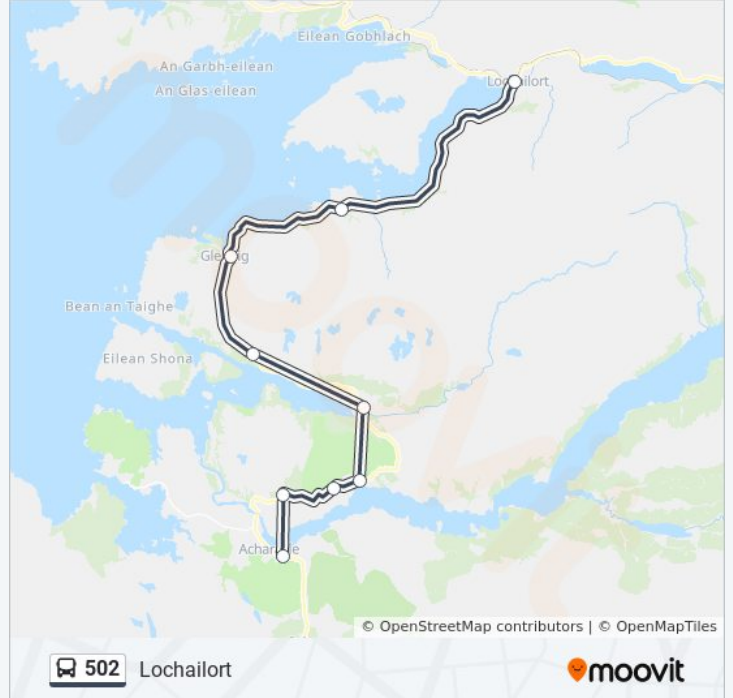 Eilean Gobhlach
An Garbh-eilean
An Glas-eilean
Bean an Taighe
Eilean Shona
© OpenStreetMap contributors | © OpenMapTiles
502 Lochailort
moovit